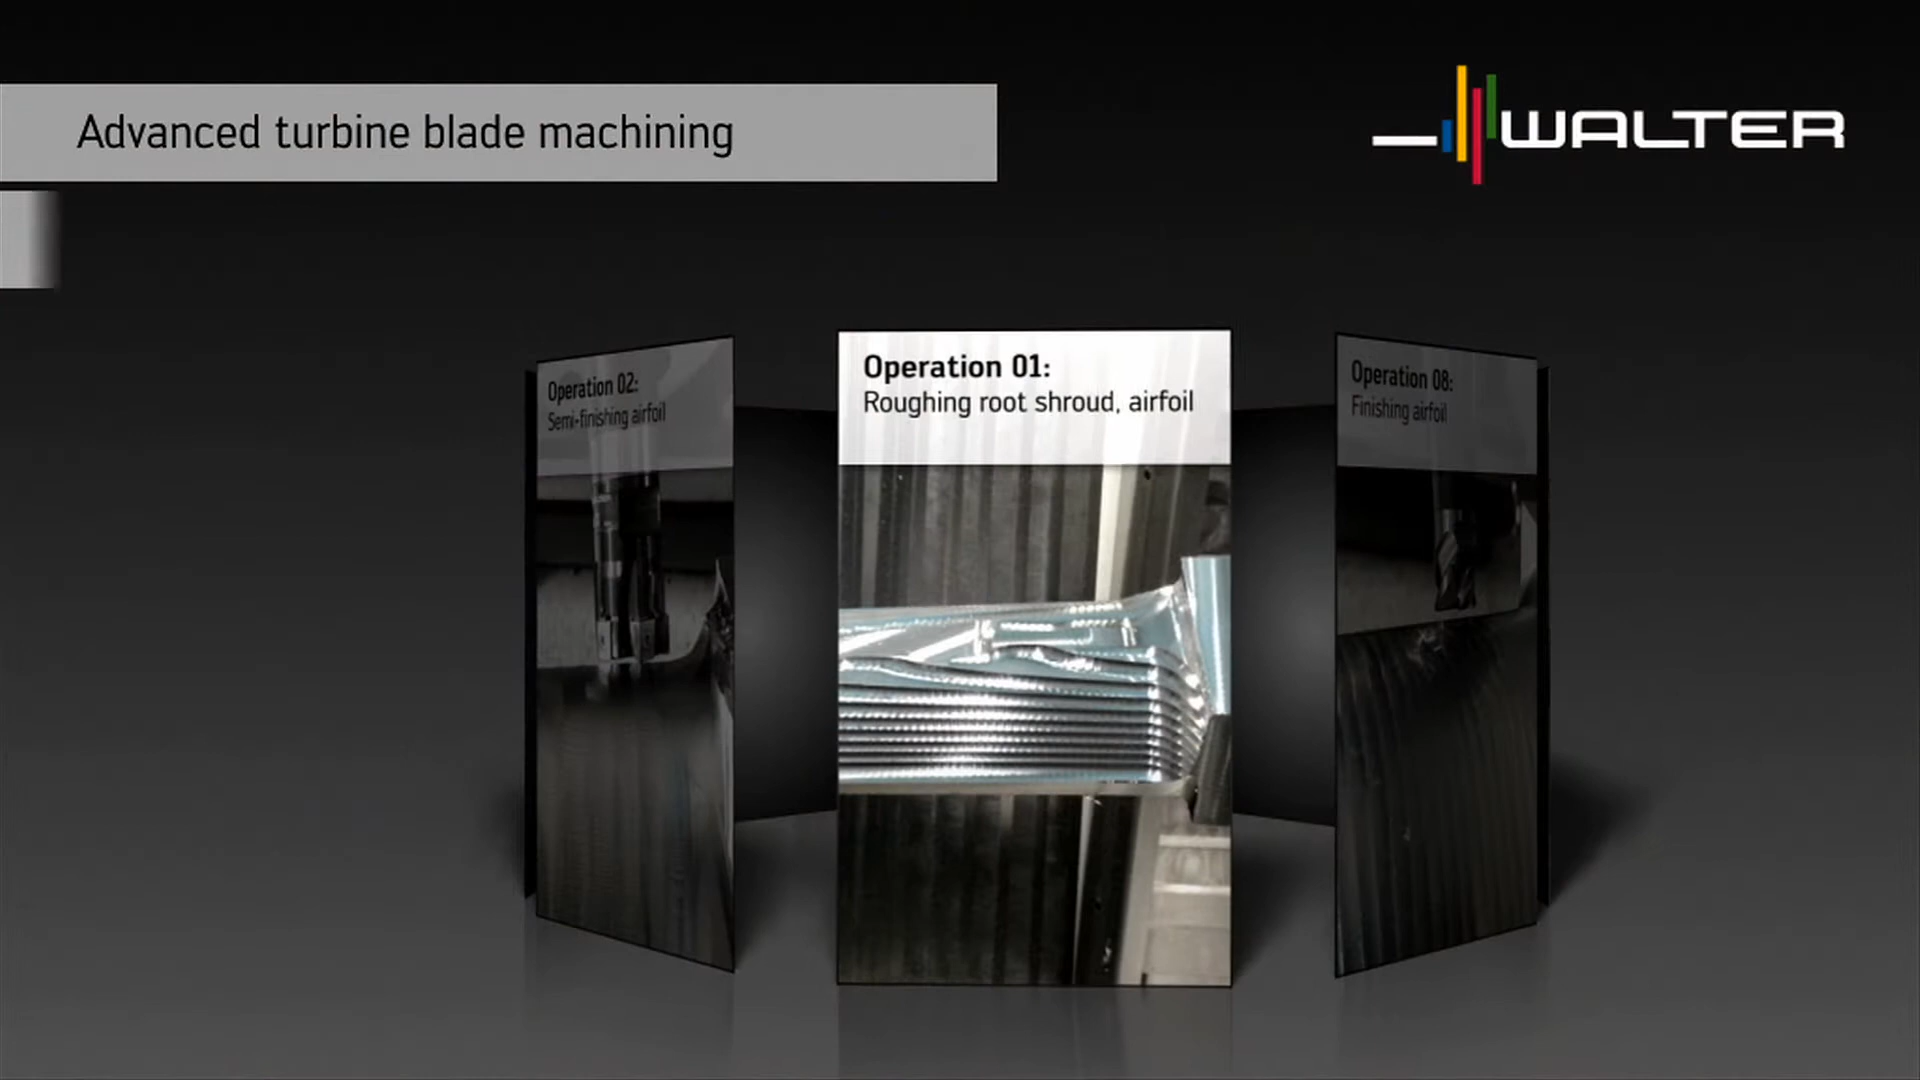 Advanced turbine blade machining
WALTER
Operation 02:
Semi-finishing airfoil
Operation 01:
Roughing root shroud, airfoil
Operation 08:
Finishing airfoil